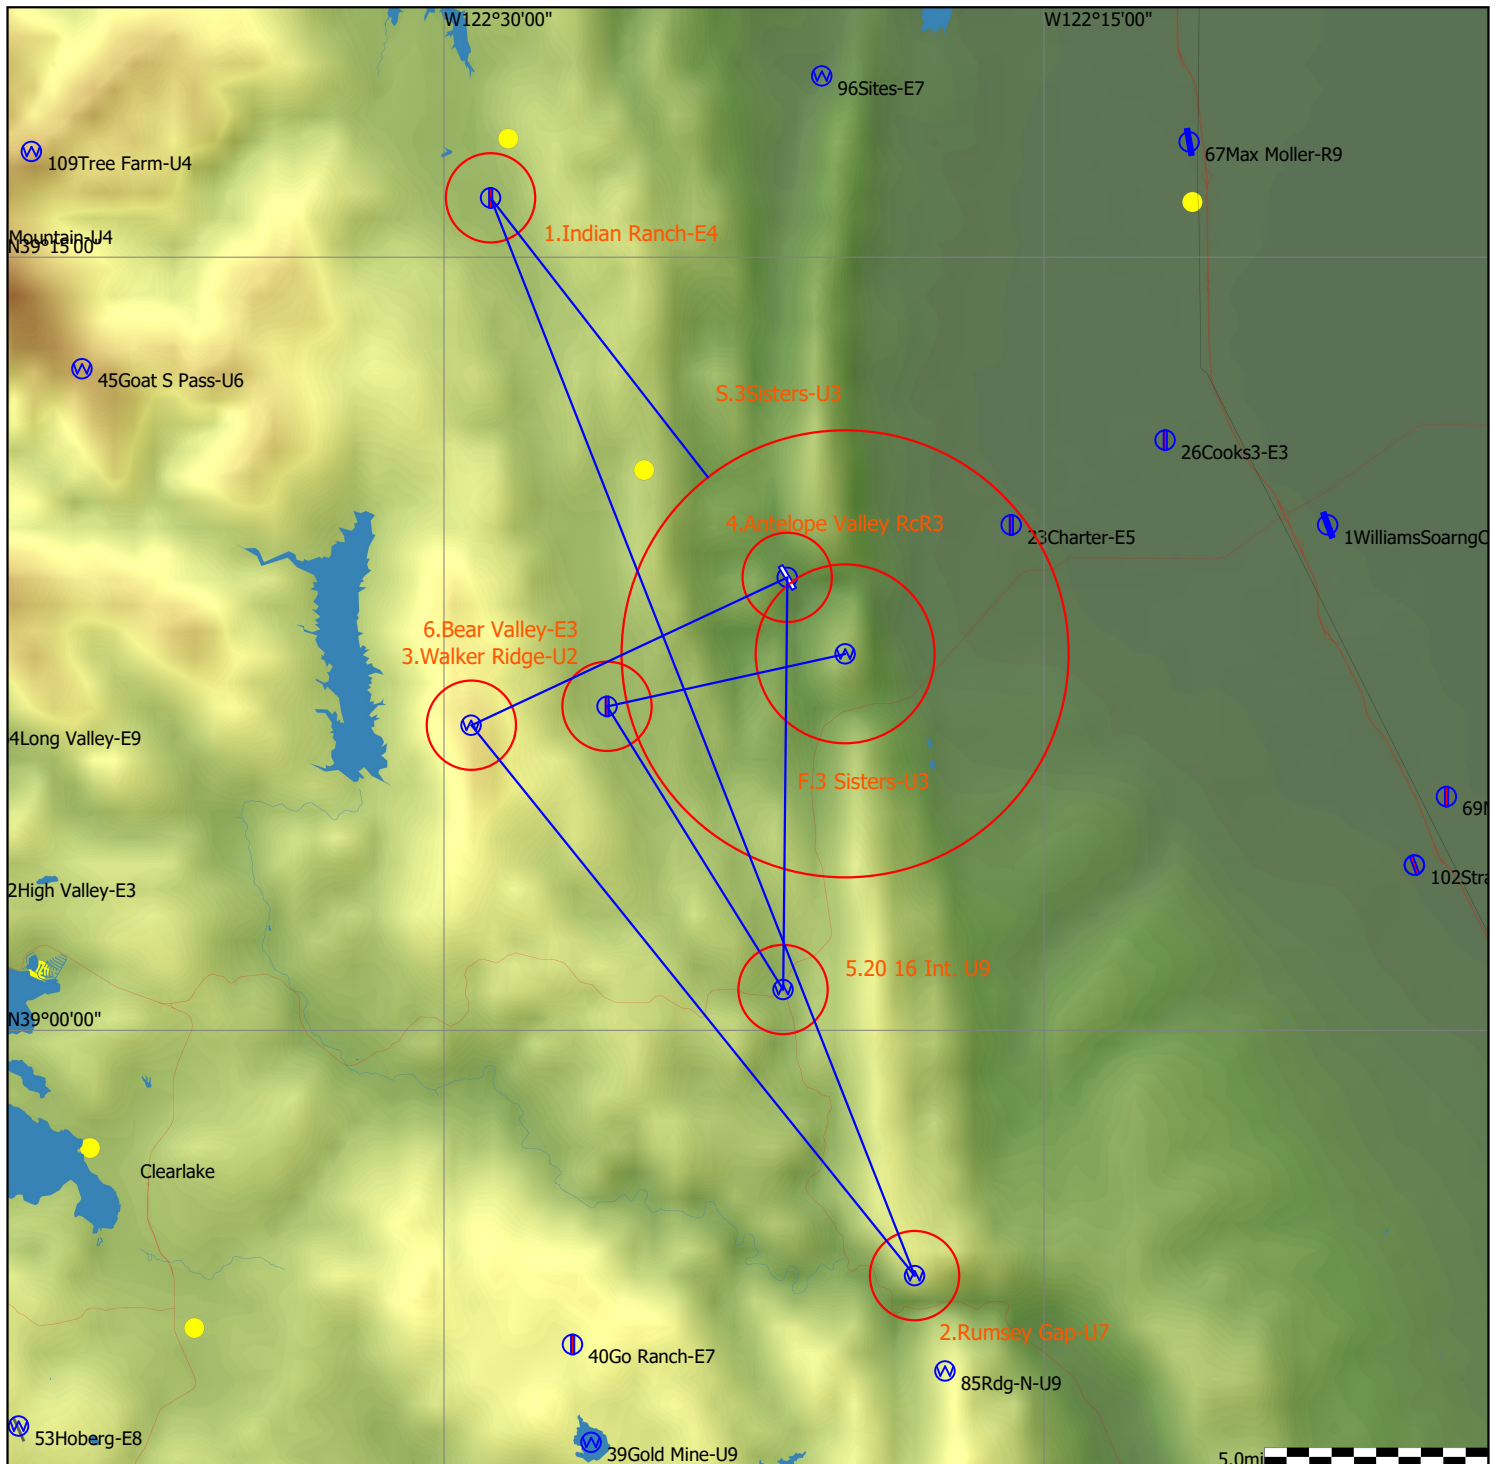 W122°30'00"
W122°15'00"
96Sites-E7
109Tree Farm-U4
67Max Moller-R9
1.Indian Ranch-E4
Mountain-U4
N39°15'00"
45Goat S Pass-U6
S.3Sisters-U3
26Cooks3-E3
4.Antelope Valley RcR3
23Charter-E5
1WilliamsSoarngC
6.Bear Valley-E3
3.Walker Ridge-U2
4Long Valley-E9
F.3 Sisters-U3
69N
102Stra
2High Valley-E3
5.20 16 Int. U9
N39°00'00"
Clearlake
2.Rumsey Gap-U7
40Go Ranch-E7
85Rdg-N-U9
53Hoberg-E8
39Gold Mine-U9
5.0mi